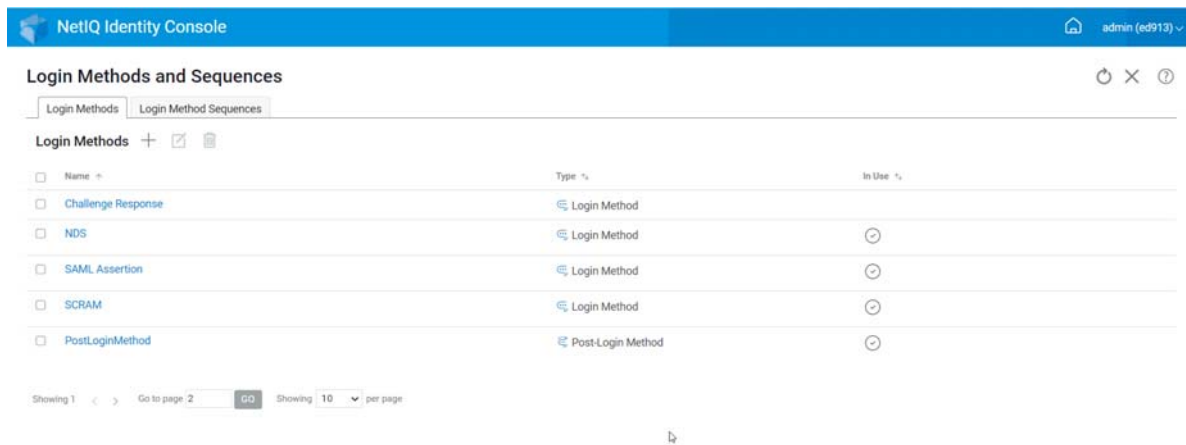 NetIQ Identity Console admin (ed913)
Login Methods and Sequences
Login Methods Login Method Sequences
Login Methods
Name Type In Use
Challenge Response Login Method
NDS Login Method
SAML Assertion Login Method
SCRAM Login Method
PostLoginMethod Post-Login Method
Showing 1 < > Go to page 2 GO Showing 10 per page